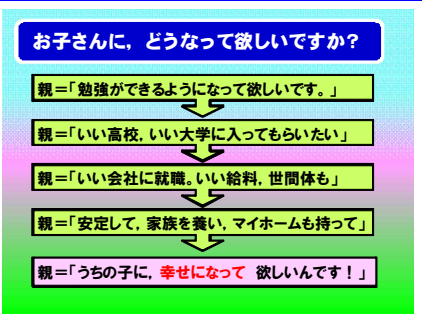 お子さんに，どうなって欲しいですか？
親＝「勉強ができるようになって欲しいです。」
親＝「いい高校，いい大学に入ってもらいたい」
親＝「いい会社に就職。いい給料，世間体も」
親＝「安定して，家族を養い，マイホームも持って」
親＝「うちの子に，幸せになって 欲しいんです！」